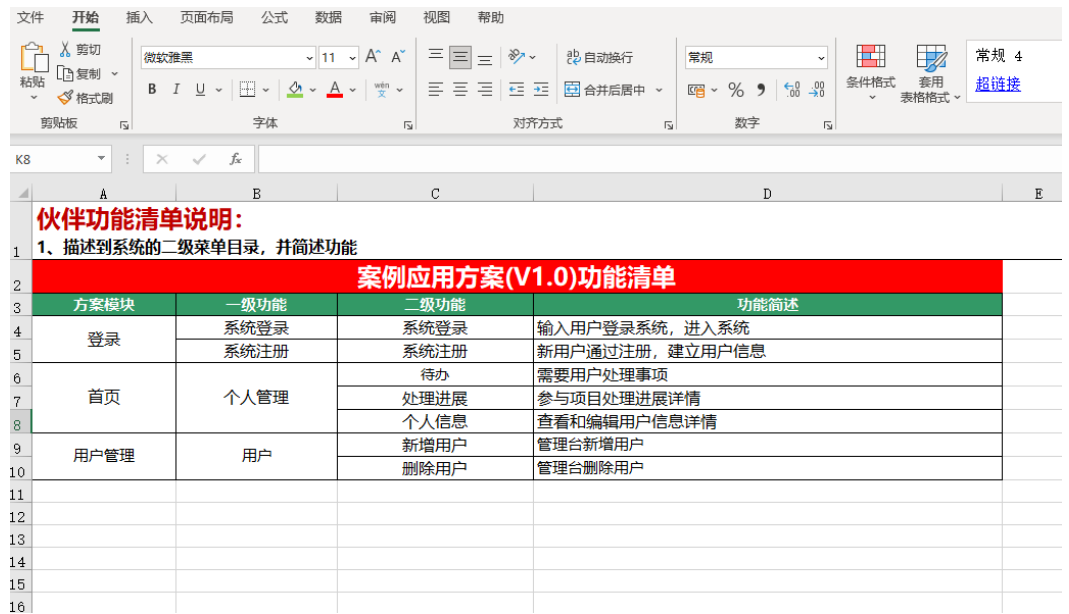 文件 开始 插入 页面布局 公式 数据 审阅 视图 帮助
剪切
复制
格式刷
粘贴
微软雅黑 11 A A
B I U A wén 文
ab 自动换行
合并后居中
常规
% 9 .00
条件格式
套用
表格格式
常规 4
超链接
剪贴板 字体 对齐方式 数字
K8 fx
A B C D E
伙伴功能清单说明：
1 1、描述到系统的二级菜单目录，并简述功能
2 案例应用方案(V1.0)功能清单
3 方案模块 一级功能 二级功能 功能简述
4 登录 系统登录 系统登录 输入用户登录系统，进入系统
5 系统注册 系统注册 新用户通过注册，建立用户信息
6 待办 需要用户处理事项
7 首页 个人管理 处理进展 参与项目处理进展详情
8 个人信息 查看和编辑用户信息详情
9 用户管理 用户 新增用户 管理台新增用户
10 删除用户 管理台删除用户
11
12
13
14
15
16